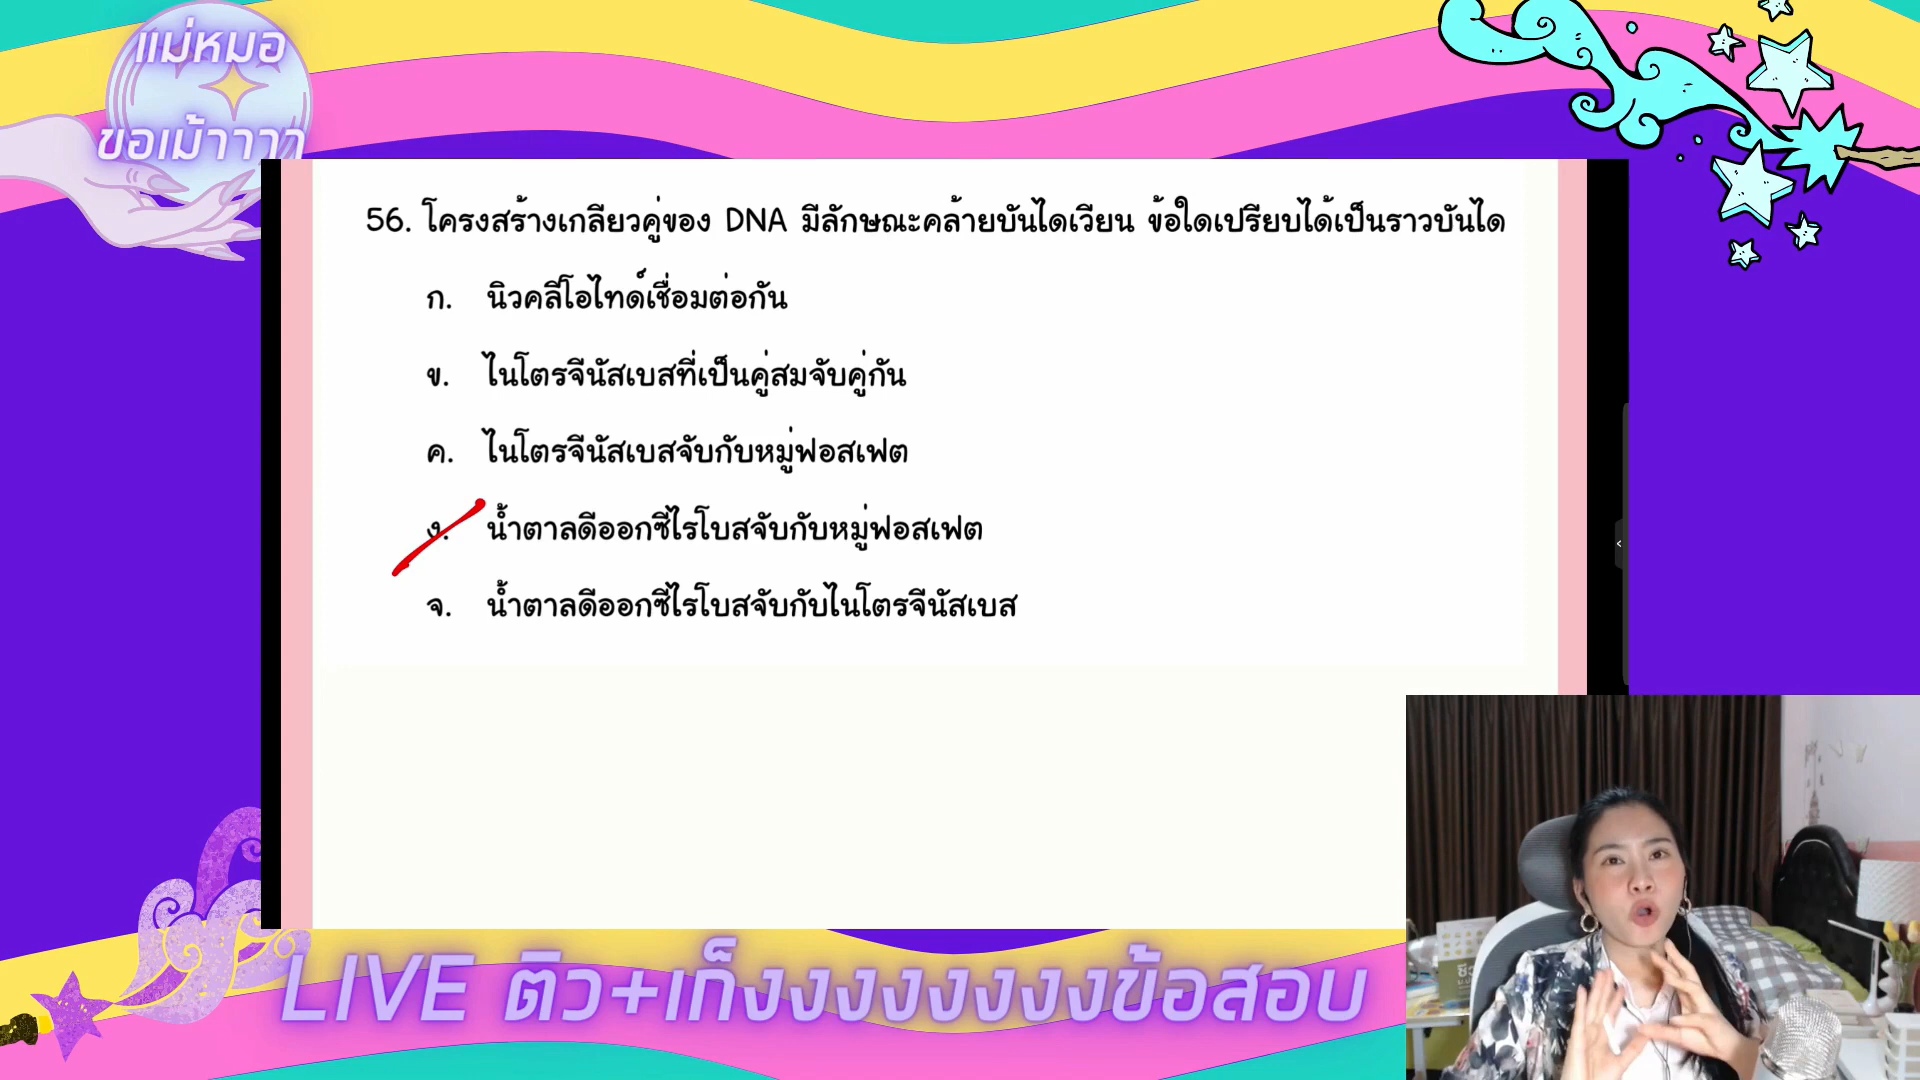 แม่หมอ
ขอเม้าาาา
56. โครงสร้างเกลียวคู่ของ DNA มีลักษณะคล้ายบันไดเวียน ข้อใดเปรียบได้เป็นราวบันได
ก. นิวคลีโอไทด์เชื่อมต่อกัน
ข. ไนโตรจีนัสเบสที่เป็นคู่สมจับคู่กัน
ค. ไนโตรจีนัสเบสจับกับหมู่ฟอสเฟต
ง. น้ำตาลดีออกซีไรโบสจับกับหมู่ฟอสเฟต
จ. น้ำตาลดีออกซีไรโบสจับกับไนโตรจีนัสเบส
LIVE ติว+เก็งงงงงงงงงข้อสอบ